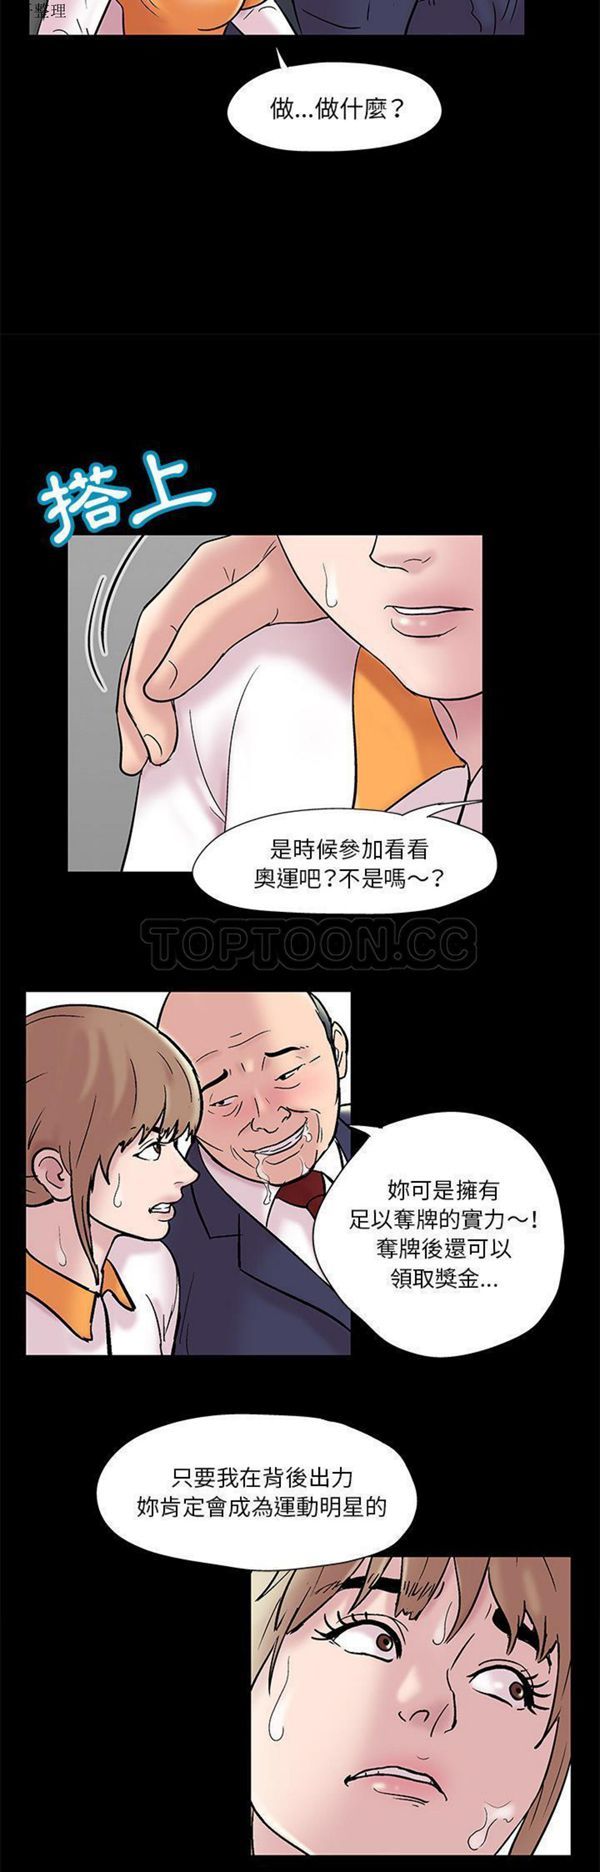 整理
做...做什麼？
搭上
是時候參加看看
奧運吧？不是嗎～？
TOPTOON.CC
妳可是擁有
足以奪牌的實力～！
奪牌後還可以
領取獎金...
只要我在背後出力
妳肯定會成為運動明星的